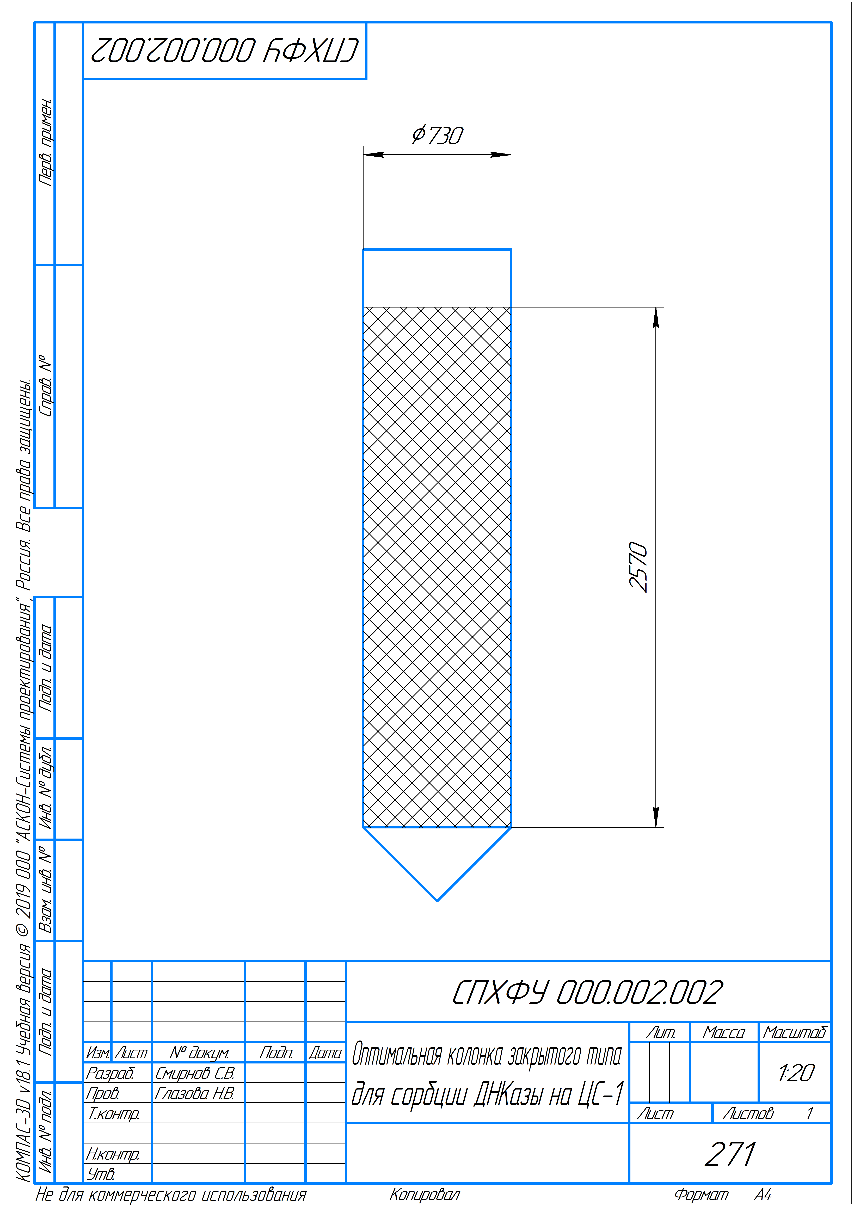 СПХФУ 000.002.002
Перв. примен.
Справ. №
Подп. и дата
Инв. № дубл.
Взам. инв. №
Подп. и дата
Инв. № подл.
КОМПАС-3D v18.1 Учебная версия © 2019 ООО "АСКОН-Системы проектирования", Россия. Все права защищены.
⌀730
2570
СПХФУ 000.002.002
Изм. Лист № докум. Подп. Дата
Разраб. Смирнов С.В.
Пров. Глазова Н.В.
Т.контр.
Н.контр.
Утв.
Оптимальная колонка закрытого типа
для сорбции ДНКазы на ЦС-1
Лит. Масса Масштаб
1:20
Лист Листов 1
271
Не для коммерческого использования Копировал Формат А4